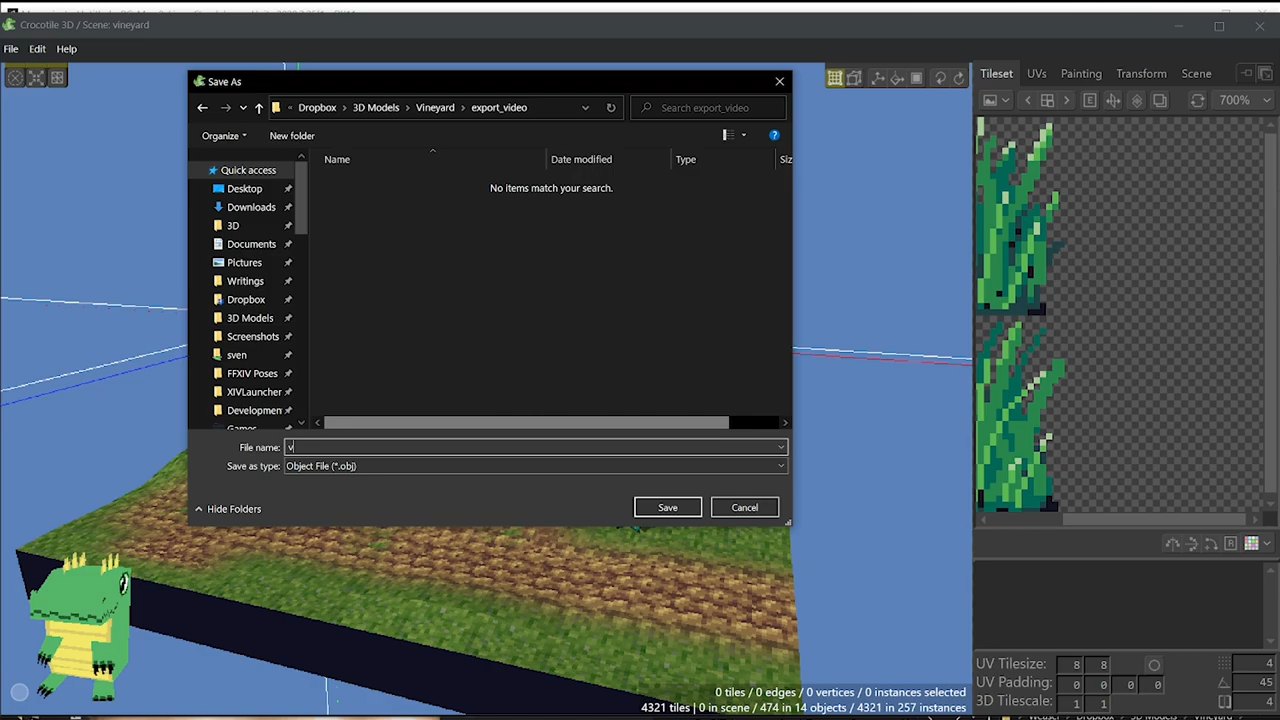 Crocotile 3D / Scene: vineyard
File Edit Help
Save As
« Dropbox 3D Models Vineyard export_video
Search export_video
Organize New folder
Name Date modified Type Siz
No items match your search.
Quick access
Desktop
Downloads
3D
Documents
Pictures
Writings
Dropbox
3D Models
Screenshots
sven
FFXIV Poses
XIVLauncher
Developmen
Games
File name: v
Save as type: Object File (*.obj)
Hide Folders
Save Cancel
Tileset UVs Painting Transform Scene
E 700%
R
UV Tilesize: 8 8 4
UV Padding: 0 0 0 0 45
3D Tilescale: 1 1 4
0 tiles / 0 edges / 0 vertices / 0 instances selected
4321 tiles | 0 in scene / 474 in 14 objects / 4321 in 257 instances